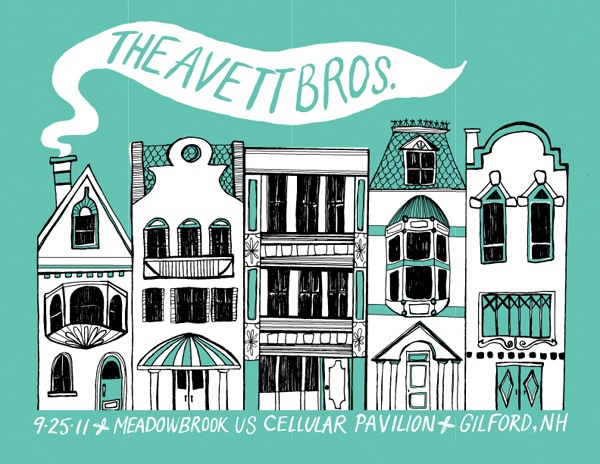 THE AVETT BROS.
9·25·11 + MEADOWBROOK US CELLULAR PAVILION + GILFORD, NH